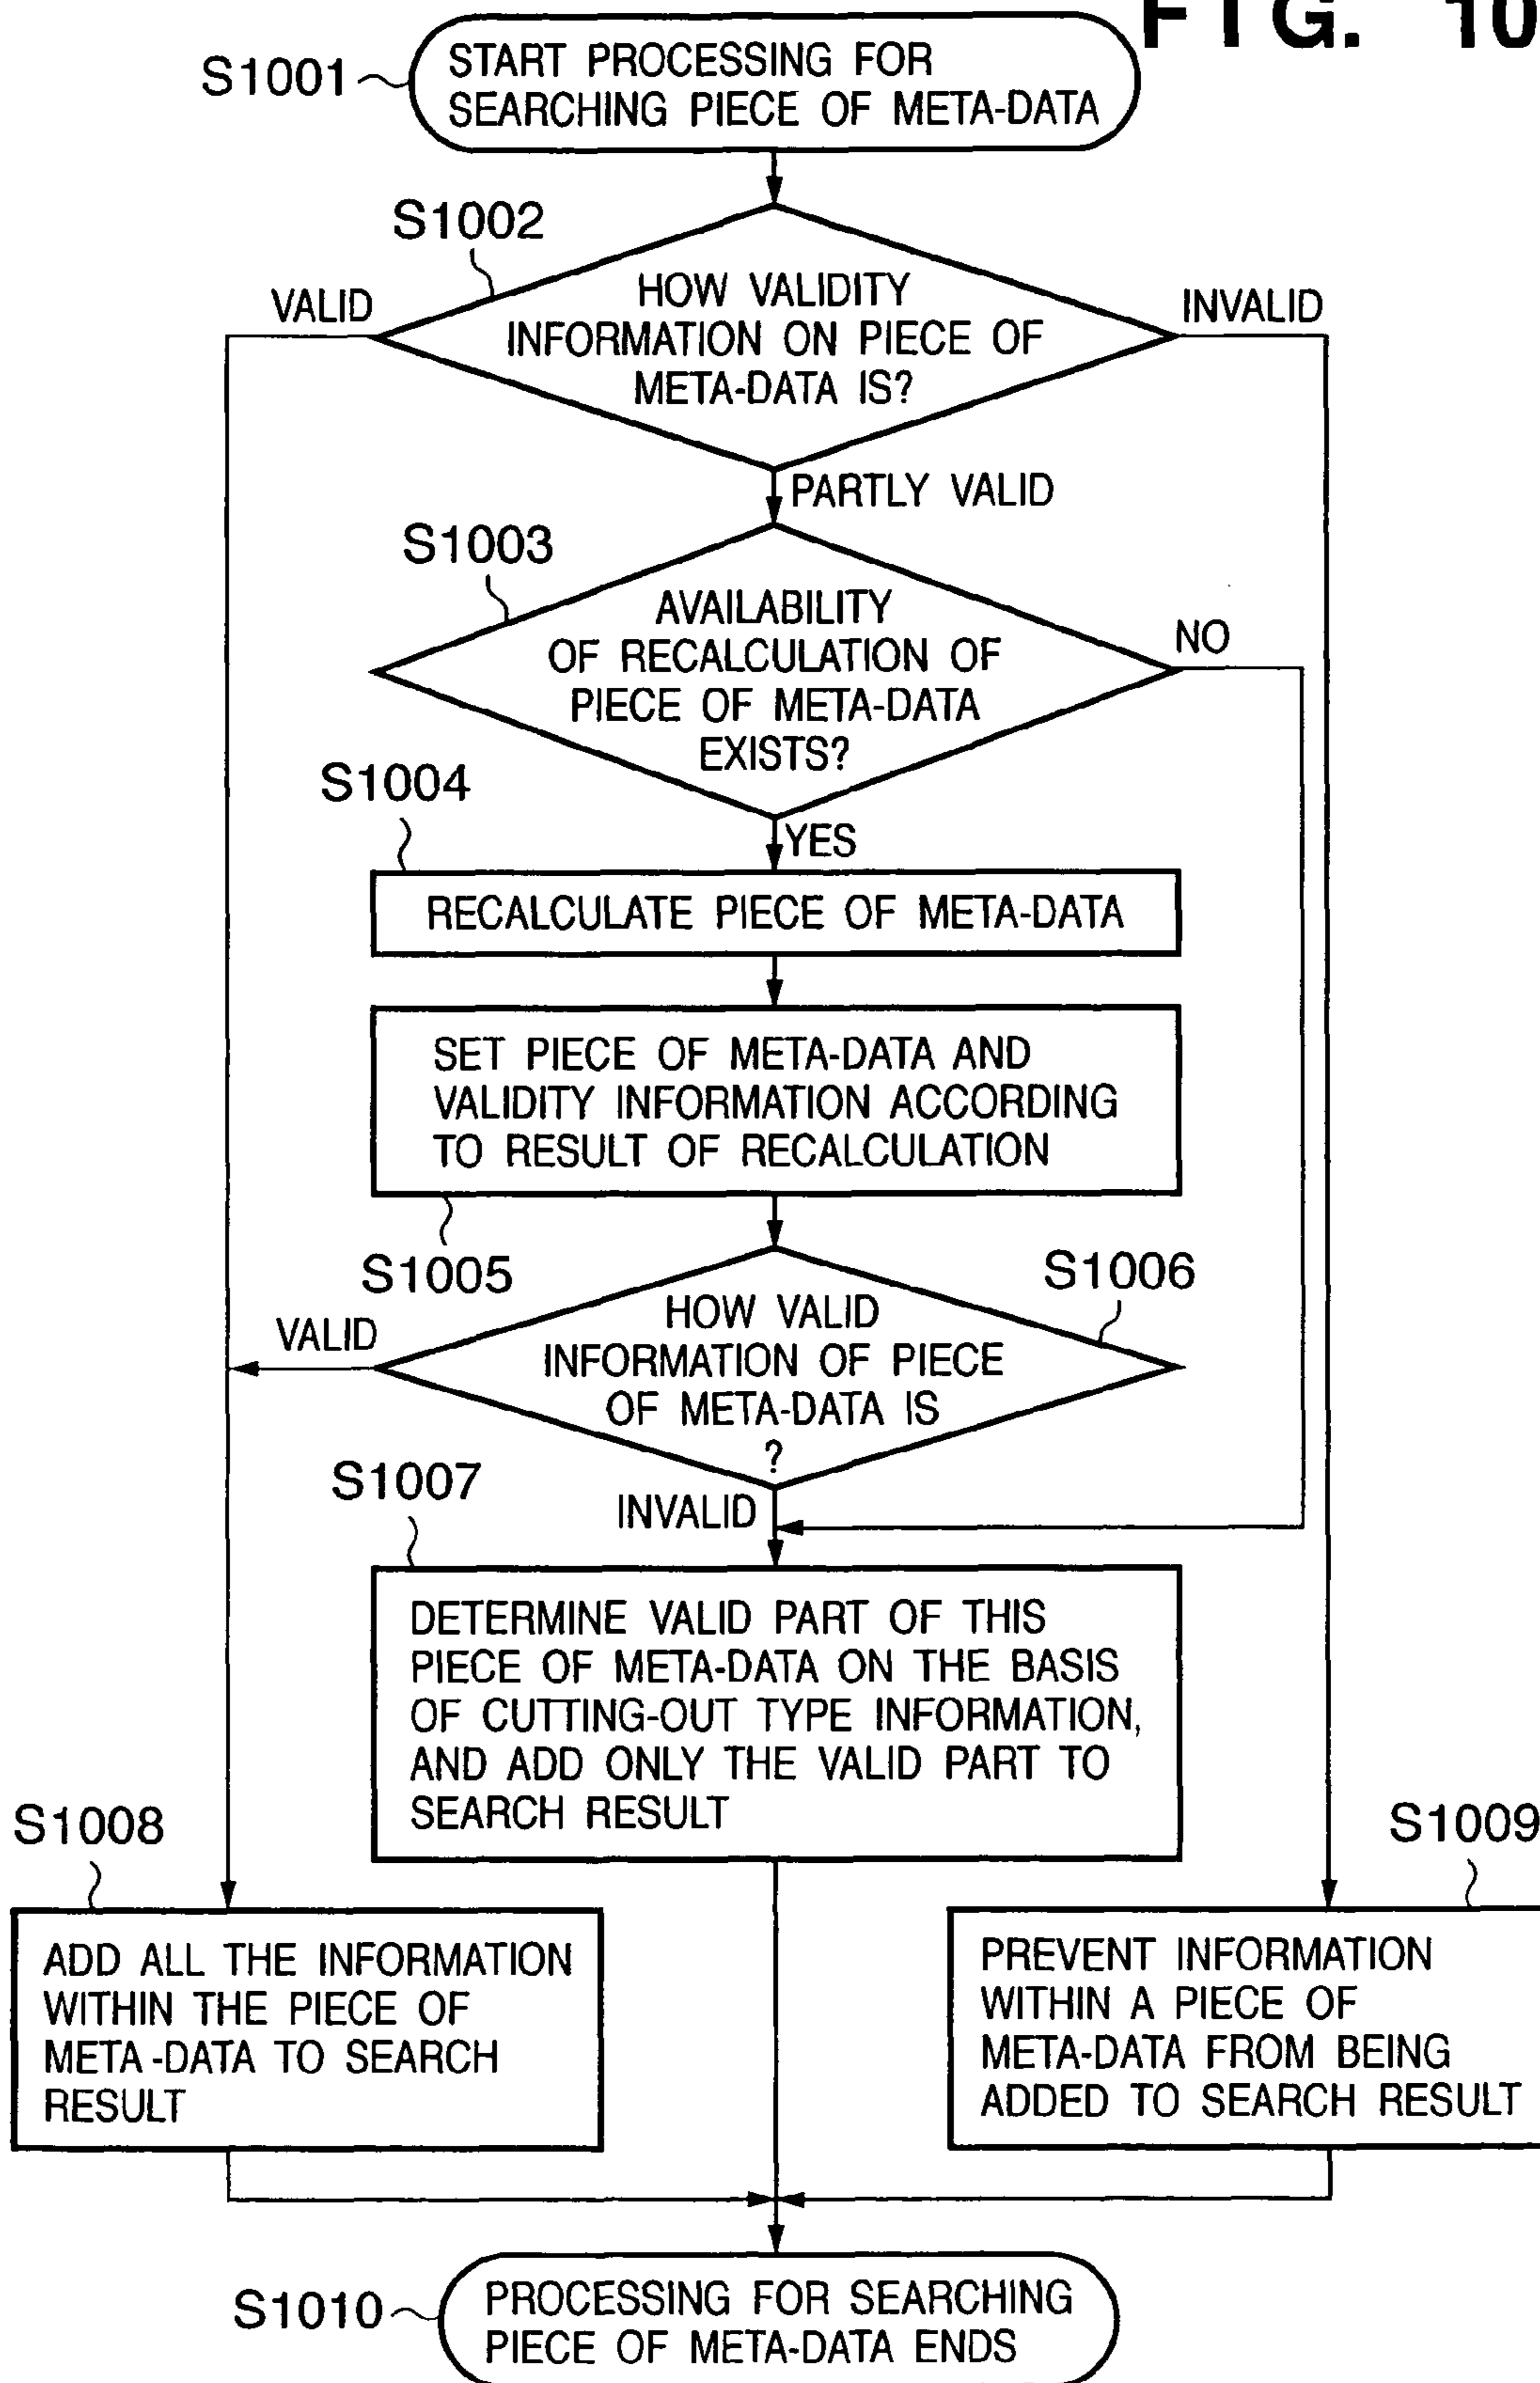 FIG. 10
S1001
START PROCESSING FOR
SEARCHING PIECE OF META-DATA
S1002
VALID
HOW VALIDITY
INFORMATION ON PIECE OF
META-DATA IS?
INVALID
PARTLY VALID
S1003
AVAILABILITY
OF RECALCULATION OF
PIECE OF META-DATA
EXISTS?
NO
S1004
YES
RECALCULATE PIECE OF META-DATA
SET PIECE OF META-DATA AND
VALIDITY INFORMATION ACCORDING
TO RESULT OF RECALCULATION
S1005
S1006
VALID
HOW VALID
INFORMATION OF PIECE
OF META-DATA IS
?
S1007
INVALID
DETERMINE VALID PART OF THIS
PIECE OF META-DATA ON THE BASIS
OF CUTTING-OUT TYPE INFORMATION,
AND ADD ONLY THE VALID PART TO
SEARCH RESULT
S1008
ADD ALL THE INFORMATION
WITHIN THE PIECE OF
META-DATA TO SEARCH
RESULT
S1009
PREVENT INFORMATION
WITHIN A PIECE OF
META-DATA FROM BEING
ADDED TO SEARCH RESULT
S1010
PROCESSING FOR SEARCHING
PIECE OF META-DATA ENDS